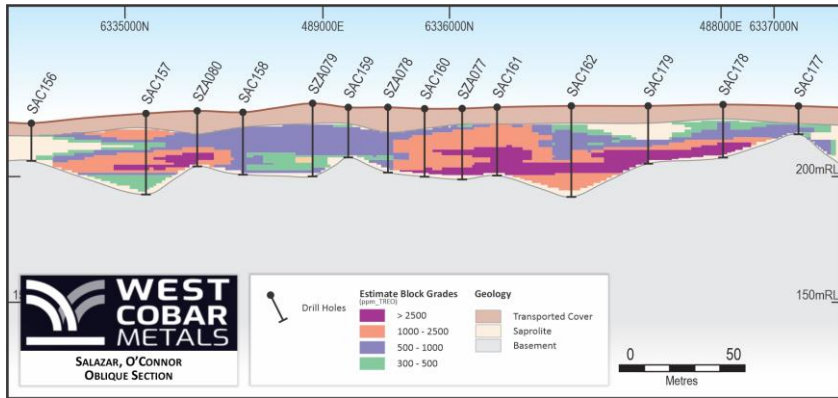 6335000N
489000E
6336000N
488000E
6337000N
SAC156
SAC157
SZA080
SAC158
SZA079
SAC159
SZA078
SAC160
SZA077
SAC161
SAC162
SAC179
SAC178
SAC177
200mRL
150mRL
WEST
COBAR
METALS
SALAZAR, O'CONNOR
OBLIQUE SECTION
Drill Holes
Estimate Block Grades
(ppm_TREO)
> 2500
1000 - 2500
500 - 1000
300 - 500
Geology
Transported Cover
Saprolite
Basement
0
50
Metres